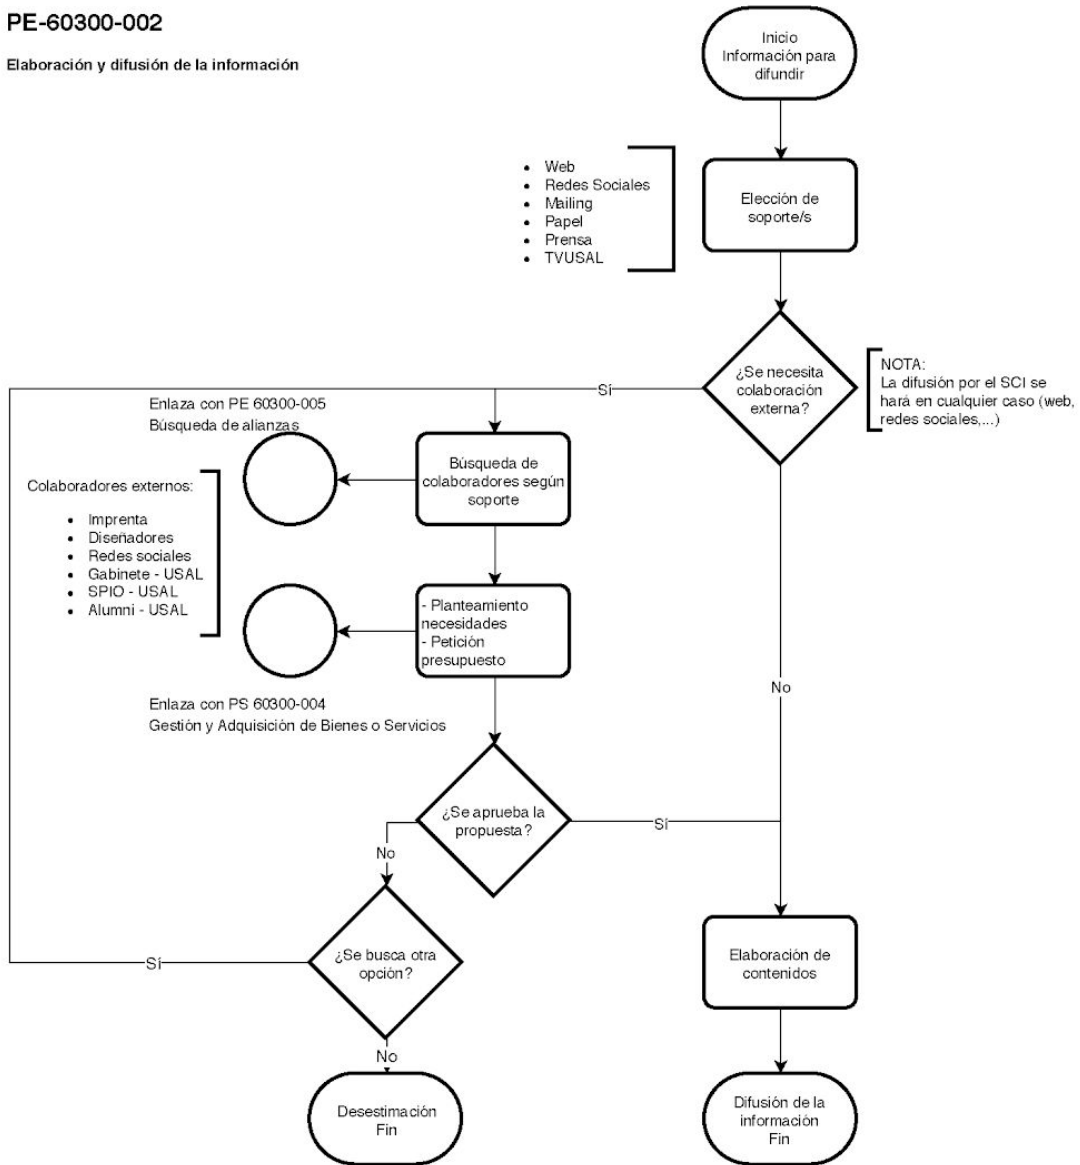 PE-60300-002
Elaboración y difusión de la información
Inicio
Información para
difundir
• Web
• Redes Sociales
• Mailing
• Papel
• Prensa
• TVUSAL
Elección de
soporte/s
¿Se necesita
colaboración
externa?
NOTA:
La difusión por el SCI se
hará en cualquier caso (web,
redes sociales,...)
Sí
Enlaza con PE 60300-005
Búsqueda de alianzas
Búsqueda de
colaboradores según
soporte
Colaboradores externos:
• Imprenta
• Diseñadores
• Redes sociales
• Gabinete - USAL
• SPIO - USAL
• Alumni - USAL
- Planteamiento
necesidades
- Petición
presupuesto
Enlaza con PS 60300-004
Gestión y Adquisición de Bienes o Servicios
No
¿Se aprueba la
propuesta?
Sí
No
¿Se busca otra
opción?
Sí
Elaboración de
contenidos
No
Desestimación
Fin
Difusión de la
información
Fin